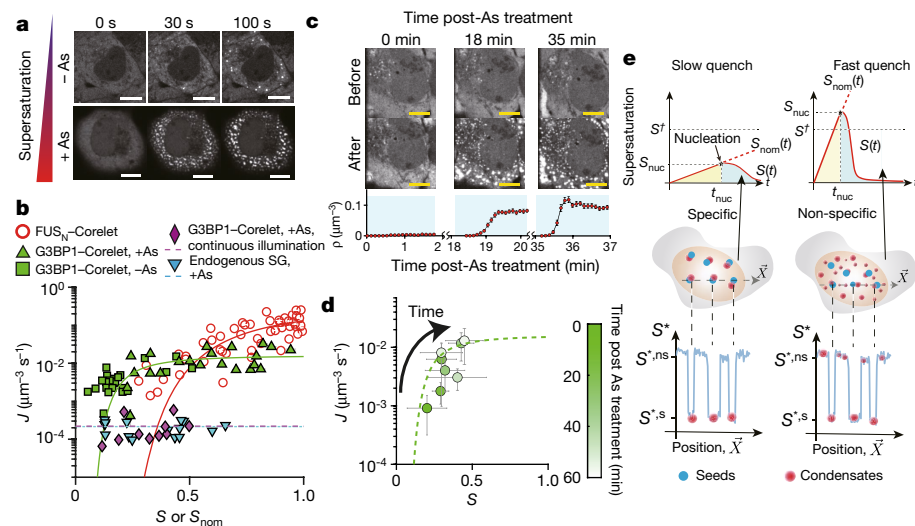 a
0 s
30 s
100 s
Supersaturation
– As
+ As
b
FUS_N–Corelet
G3BP1–Corelet, +As
G3BP1–Corelet, –As
G3BP1–Corelet, +As,
continuous illumination
Endogenous SG,
+As
J (μm⁻³ s⁻¹)
10⁰
10⁻²
10⁻⁴
0
0.5
1.0
S or S_nom
c
Time post-As treatment
0 min
18 min
35 min
Before
After
ρ (μm⁻³)
0.1
0
0
1
2
18
19
20
35
36
37
Time post-As treatment (min)
d
Time
J (μm⁻³ s⁻¹)
10⁻¹
10⁻²
10⁻³
10⁻⁴
0
0.5
1.0
S
0
20
40
60
Time post As treatment (min)
e
Slow quench
Fast quench
Supersaturation
S†
S_nuc
Nucleation
S_nom(t)
S(t)
t_nuc
t
S_nom(t)
S_nuc
S†
S(t)
t_nuc
t
Specific
Non-specific
X⃗
X⃗
S*
S*,ns
S*,s
Position, X⃗
S*
S*,ns
S*,s
Position, X⃗
Seeds
Condensates